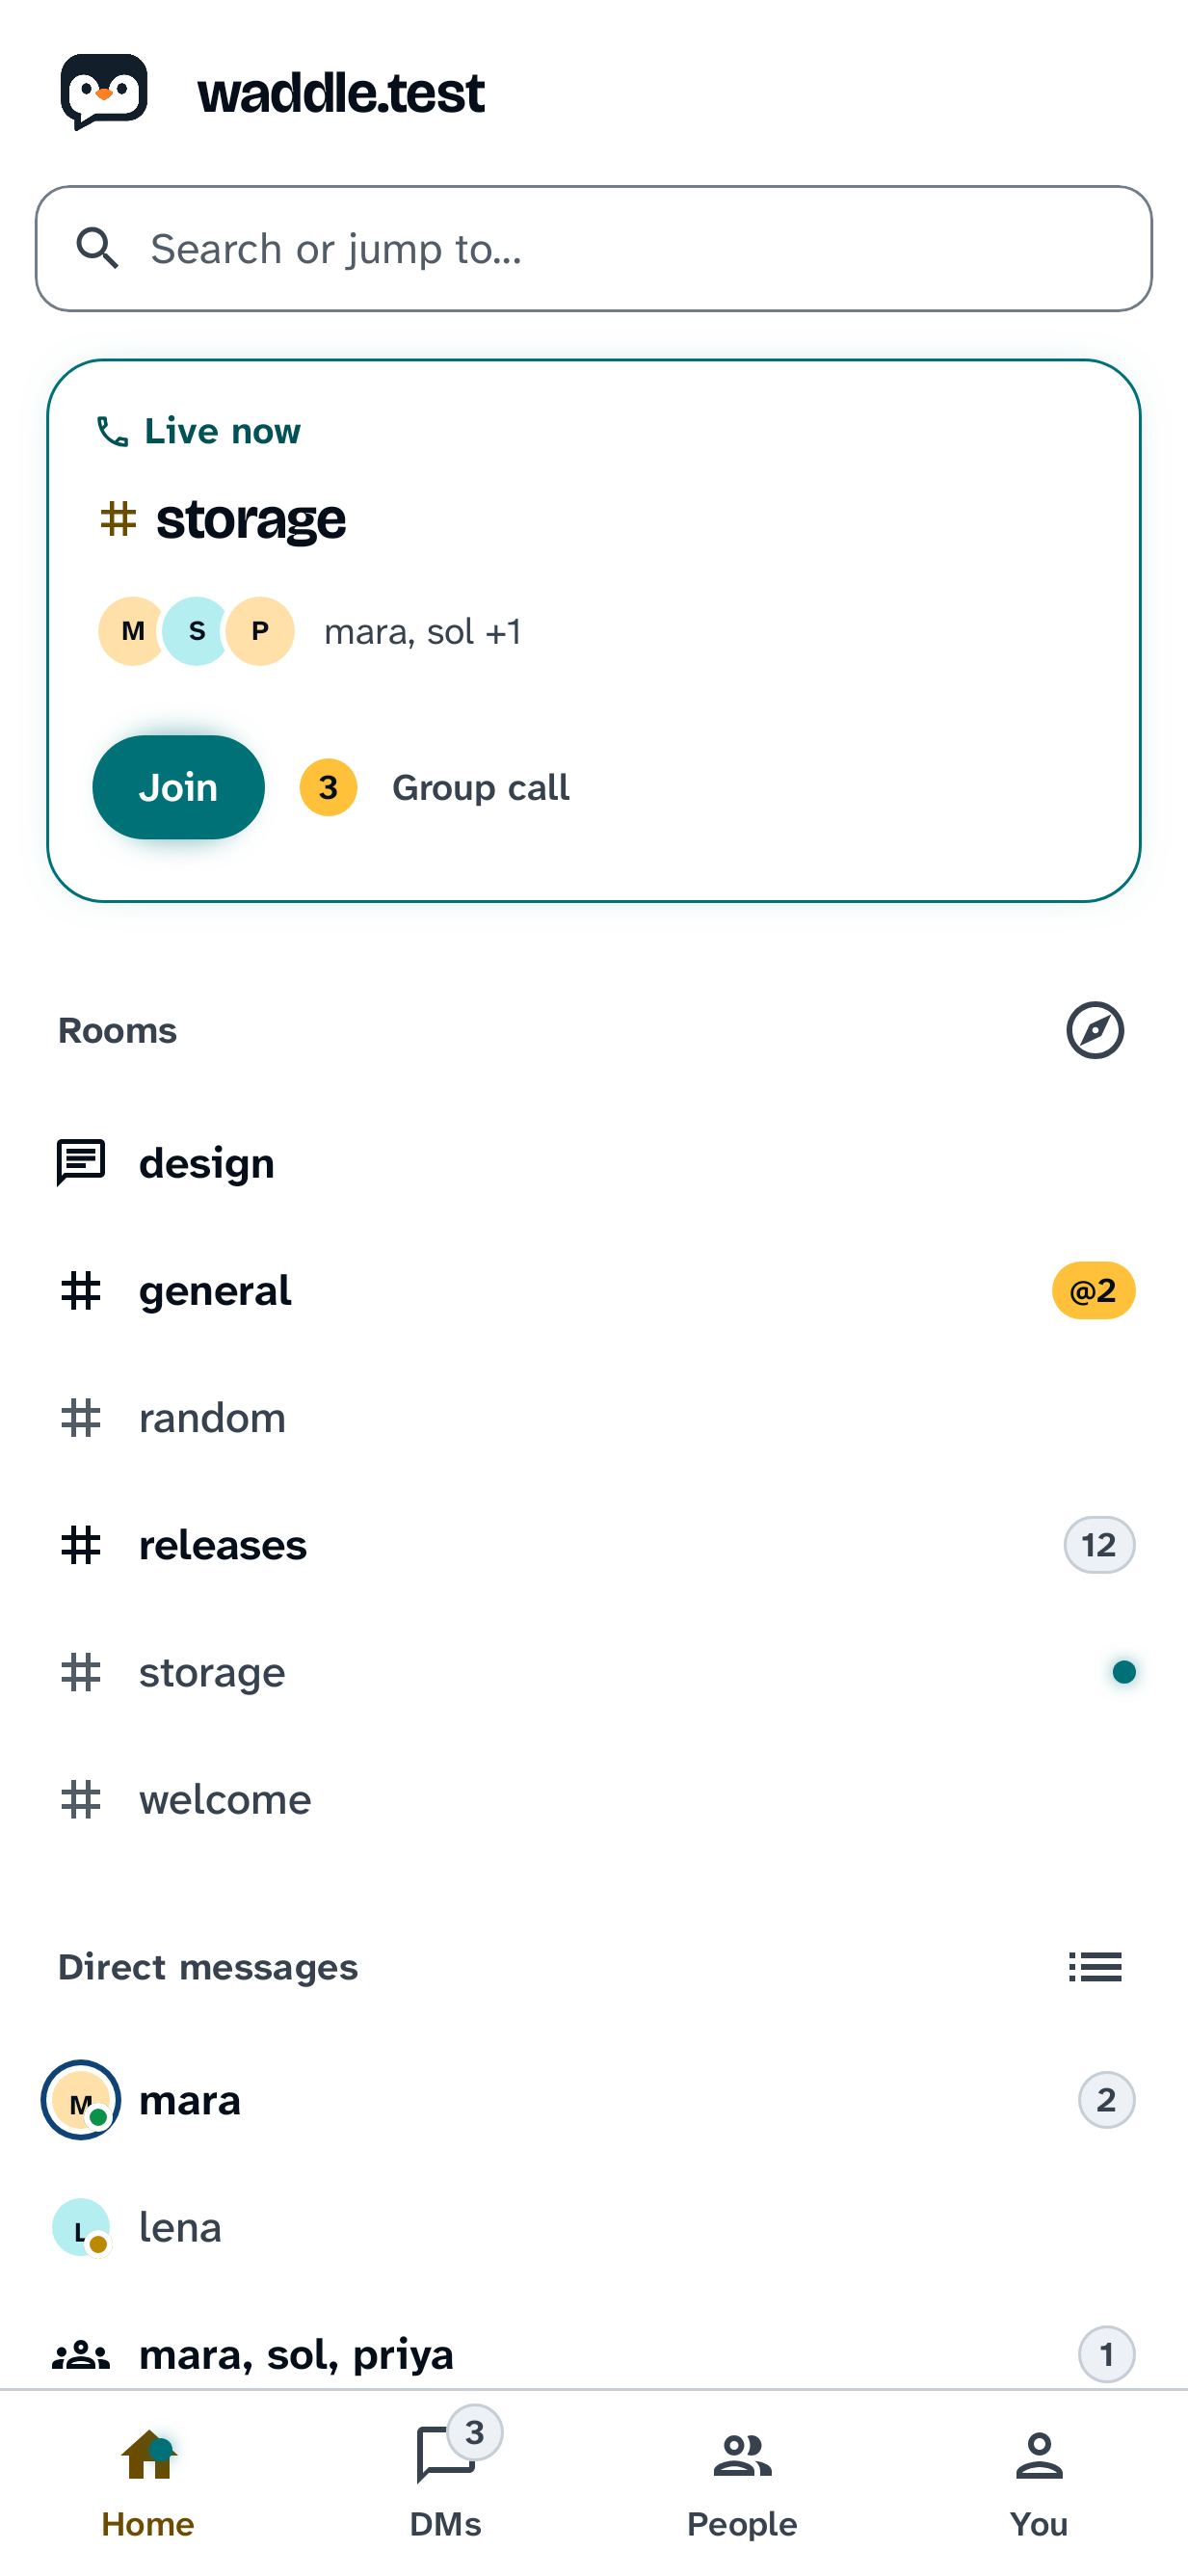 waddle.test
Search or jump to...
Live now
# storage
M S P mara, sol +1
Join 3 Group call
Rooms
design
# general @2
# random
# releases 12
# storage
# welcome
Direct messages
M mara 2
L lena
mara, sol, priya 1
3
Home DMs People You